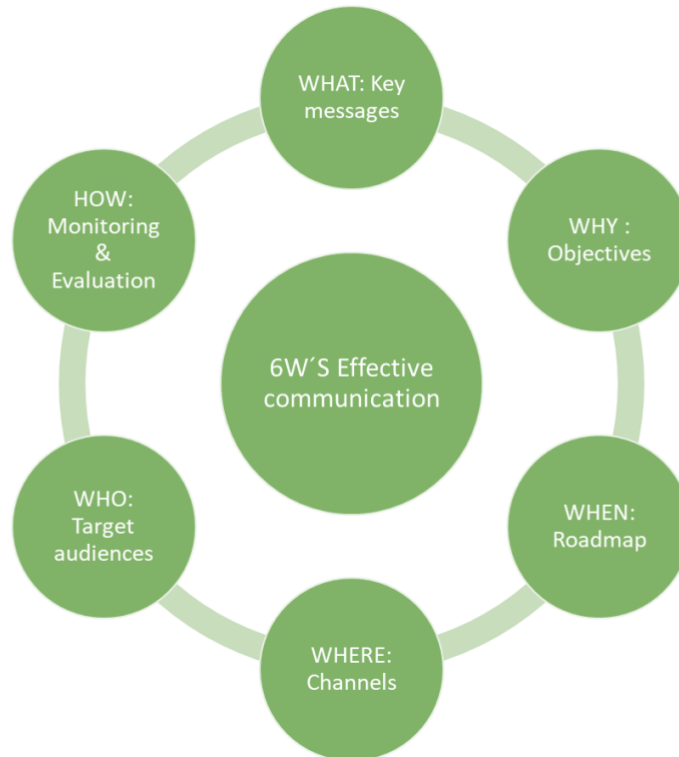 WHAT: Key
messages
WHY :
Objectives
WHEN:
Roadmap
WHERE:
Channels
WHO:
Target
audiences
HOW:
Monitoring
&
Evaluation
6W´S Effective
communication